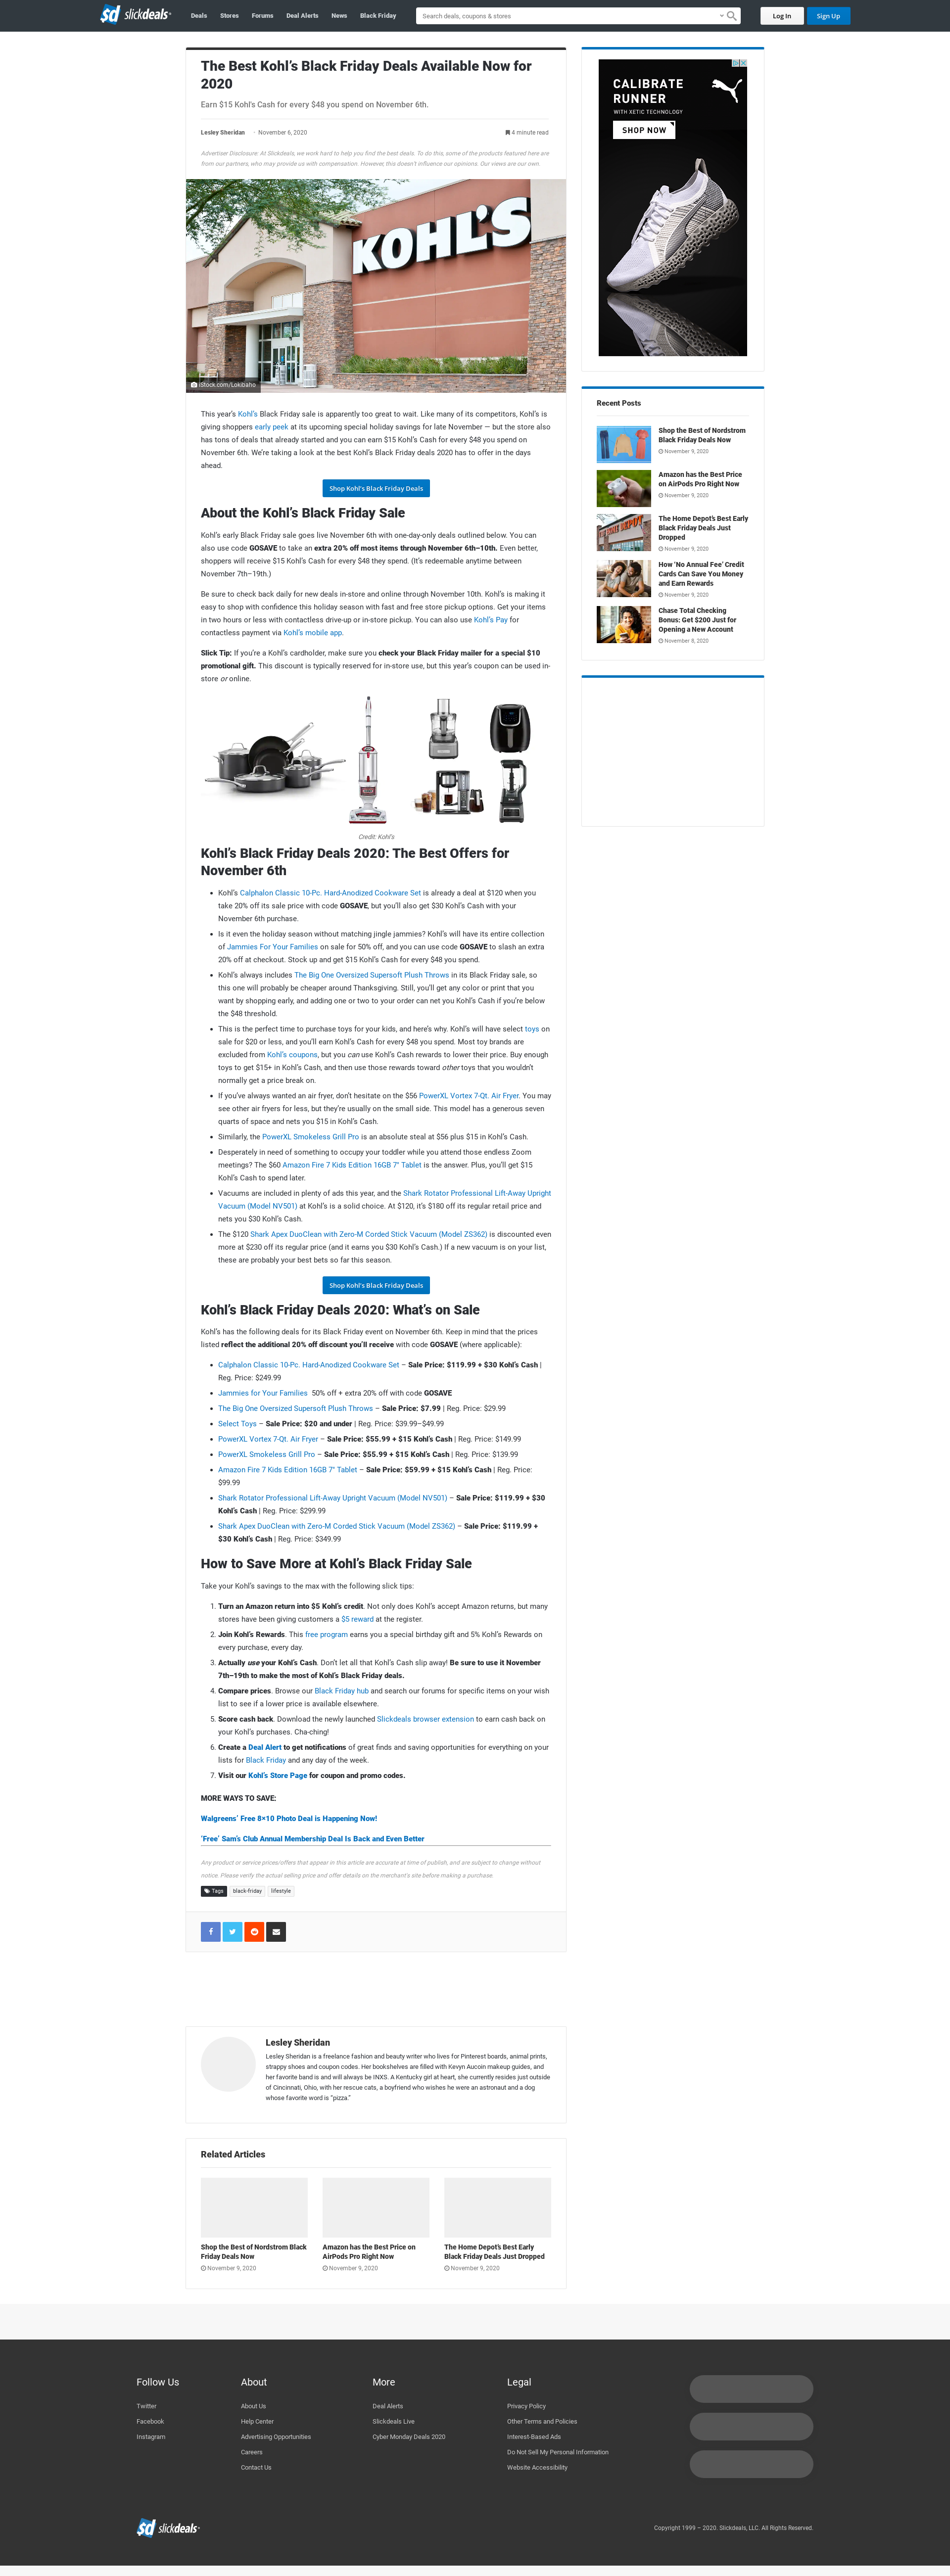 sd slickdeals
Deals Stores Forums Deal Alerts News Black Friday
Search deals, coupons & stores
Log In
Sign Up
The Best Kohl's Black Friday Deals Available Now for
2020
Earn $15 Kohl's Cash for every $48 you spend on November 6th.
Lesley Sheridan - November 6, 2020
4 minute read
Advertiser Disclosure: At Slickdeals, we work hard to help you find the best deals. To do this, some of the products featured here are
from our partners, who may provide us with compensation. However, this doesn't influence our opinions. Our views are our own.
KOHL'S
iStock.com/LokiDatio
This year's Kohl's Black Friday sale is apparently too great to wait. Like many of its competitors, Kohl's is
giving shoppers early peek at its upcoming special holiday savings for late November — but the store also
has tons of deals that already started and you can earn $15 Kohl's Cash for every $48 you spend on
November 6th. We're taking a look at the best Kohl's Black Friday deals 2020 has to offer in the days
ahead.
Shop Kohl's Black Friday Deals
About the Kohl's Black Friday Sale
Kohl's early Black Friday sale goes live November 6th with one-day-only deals outlined below. You can
also use code GOSAVE to take an extra 20% off most items through November 6th–10th. Even better,
shoppers will receive $15 Kohl's Cash for every $48 they spend. (It's redeemable anytime between
November 7th–19th.)
Be sure to check back daily for new deals in-store and online through November 10th. Kohl's is making it
easy to shop with confidence this holiday season with fast and free store pickup options. Get your items
in two hours or less with contactless drive-up or in-store pickup. You can also use Kohl's Pay for
contactless payment via Kohl's mobile app.
Slick Tip: If you're a Kohl's cardholder, make sure you check your Black Friday mailer for a special $10
promotional gift. This discount is typically reserved for in-store use, but this year's coupon can be used in-
store or online.
Credit: Kohl's
Kohl's Black Friday Deals 2020: The Best Offers for
November 6th
• Kohl's Calphalon Classic 10-Pc. Hard-Anodized Cookware Set is already a deal at $120 when you
take 20% off its sale price with code GOSAVE, but you'll also get $30 Kohl's Cash with your
November 6th purchase.
• Is it even the holiday season without matching jingle jammies? Kohl's will have its entire collection
of Jammies For Your Families on sale for 50% off, and you can use code GOSAVE to slash an extra
20% off at checkout. Stock up and get $15 Kohl's Cash for every $48 you spend.
• Kohl's always includes The Big One Oversized Supersoft Plush Throws in its Black Friday sale, so
this one will probably be cheaper around Thanksgiving. Still, you'll get any color or print that you
want by shopping early, and adding one or two to your order can net you Kohl's Cash if you're below
the $48 threshold.
• This is the perfect time to purchase toys for your kids, and here's why. Kohl's will have select toys on
sale for $20 or less, and you'll earn Kohl's Cash for every $48 you spend. Most toy brands are
excluded from Kohl's coupons, but you can use Kohl's Cash rewards to lower their price. Buy enough
toys to get $15+ in Kohl's Cash, and then use those rewards toward other toys that you wouldn't
normally get a price break on.
• If you've always wanted an air fryer, don't hesitate on the $56 PowerXL Vortex 7-Qt. Air Fryer. You may
see other air fryers for less, but they're usually on the small side. This model has a generous seven
quarts of space and nets you $15 in Kohl's Cash.
• Similarly, the PowerXL Smokeless Grill Pro is an absolute steal at $56 plus $15 in Kohl's Cash.
• Desperately in need of something to occupy your toddler while you attend those endless Zoom
meetings? The $60 Amazon Fire 7 Kids Edition 16GB 7" Tablet is the answer. Plus, you'll get $15
Kohl's Cash to spend later.
• Vacuums are included in plenty of ads this year, and the Shark Rotator Professional Lift-Away Upright
Vacuum (Model NV501) at Kohl's is a solid choice. At $120, it's $180 off its regular retail price and
nets you $30 Kohl's Cash.
• The $120 Shark Apex DuoClean with Zero-M Corded Stick Vacuum (Model ZS362) is discounted even
more at $230 off its regular price (and it earns you $30 Kohl's Cash.) If a new vacuum is on your list,
these are probably your best bets so far this season.
Shop Kohl's Black Friday Deals
Kohl's Black Friday Deals 2020: What's on Sale
Kohl's has the following deals for its Black Friday event on November 6th. Keep in mind that the prices
listed reflect the additional 20% off discount you'll receive with code GOSAVE (where applicable):
• Calphalon Classic 10-Pc. Hard-Anodized Cookware Set – Sale Price: $119.99 + $30 Kohl's Cash |
Reg. Price: $249.99
• Jammies for Your Families 50% off + extra 20% off with code GOSAVE
• The Big One Oversized Supersoft Plush Throws – Sale Price: $7.99 | Reg. Price: $29.99
• Select Toys – Sale Price: $20 and under | Reg. Price: $39.99–$49.99
• PowerXL Vortex 7-Qt. Air Fryer – Sale Price: $55.99 + $15 Kohl's Cash | Reg. Price: $149.99
• PowerXL Smokeless Grill Pro – Sale Price: $55.99 + $15 Kohl's Cash | Reg. Price: $139.99
• Amazon Fire 7 Kids Edition 16GB 7" Tablet – Sale Price: $59.99 + $15 Kohl's Cash | Reg. Price:
$99.99
• Shark Rotator Professional Lift-Away Upright Vacuum (Model NV501) – Sale Price: $119.99 + $30
Kohl's Cash | Reg. Price: $299.99
• Shark Apex DuoClean with Zero-M Corded Stick Vacuum (Model ZS362) – Sale Price: $119.99 +
$30 Kohl's Cash | Reg. Price: $349.99
How to Save More at Kohl's Black Friday Sale
Take your Kohl's savings to the max with the following slick tips:
1. Turn an Amazon return into $5 Kohl's credit. Not only does Kohl's accept Amazon returns, but many
stores have been giving customers a $5 reward at the register.
2. Join Kohl's Rewards. This free program earns you a special birthday gift and 5% Kohl's Rewards on
every purchase, every day.
3. Actually use your Kohl's Cash. Don't let all that Kohl's Cash slip away! Be sure to use it November
7th–19th to make the most of Kohl's Black Friday deals.
4. Compare prices. Browse our Black Friday hub and search our forums for specific items on your wish
list to see if a lower price is available elsewhere.
5. Score cash back. Download the newly launched Slickdeals browser extension to earn cash back on
your Kohl's purchases. Cha-ching!
6. Create a Deal Alert to get notifications of great finds and saving opportunities for everything on your
lists for Black Friday and any day of the week.
7. Visit our Kohl's Store Page for coupon and promo codes.
MORE WAYS TO SAVE:
Walgreens' Free 8×10 Photo Deal is Happening Now!
'Free' Sam's Club Annual Membership Deal Is Back and Even Better
Any product or service prices/offers that appear in this article are accurate at time of publish, and are subject to change without
notice. Please verify the actual selling price and offer details on the merchant's site before making a purchase.
Tags black-friday lifestyle
Lesley Sheridan
Lesley Sheridan is a freelance fashion and beauty writer who lives for Pinterest boards, animal prints,
strappy shoes and coupon codes. Her bookshelves are filled with Kevyn Aucoin makeup guides, and
her favorite band is and will always be INXS. A Kentucky girl at heart, she currently resides just outside
of Cincinnati, Ohio, with her rescue cats, a boyfriend who wishes he were an astronaut and a dog
whose favorite word is "pizza."
Related Articles
Shop the Best of Nordstrom Black
Friday Deals Now
November 9, 2020
Amazon has the Best Price on
AirPods Pro Right Now
November 9, 2020
The Home Depot's Best Early
Black Friday Deals Just Dropped
November 9, 2020
CALIBRATE
RUNNER
WITH XETIC TECHNOLOGY
SHOP NOW
Recent Posts
Shop the Best of Nordstrom
Black Friday Deals Now
November 9, 2020
Amazon has the Best Price
on AirPods Pro Right Now
November 9, 2020
The Home Depot's Best Early
Black Friday Deals Just
Dropped
November 9, 2020
How 'No Annual Fee' Credit
Cards Can Save You Money
and Earn Rewards
November 9, 2020
Chase Total Checking
Bonus: Get $200 Just for
Opening a New Account
November 8, 2020
Follow Us
Twitter
Facebook
Instagram
About
About Us
Help Center
Advertising Opportunities
Careers
Contact Us
More
Deal Alerts
Slickdeals Live
Cyber Monday Deals 2020
Legal
Privacy Policy
Other Terms and Policies
Interest-Based Ads
Do Not Sell My Personal Information
Website Accessibility
sd slickdeals
Copyright 1999 – 2020. Slickdeals, LLC. All Rights Reserved.